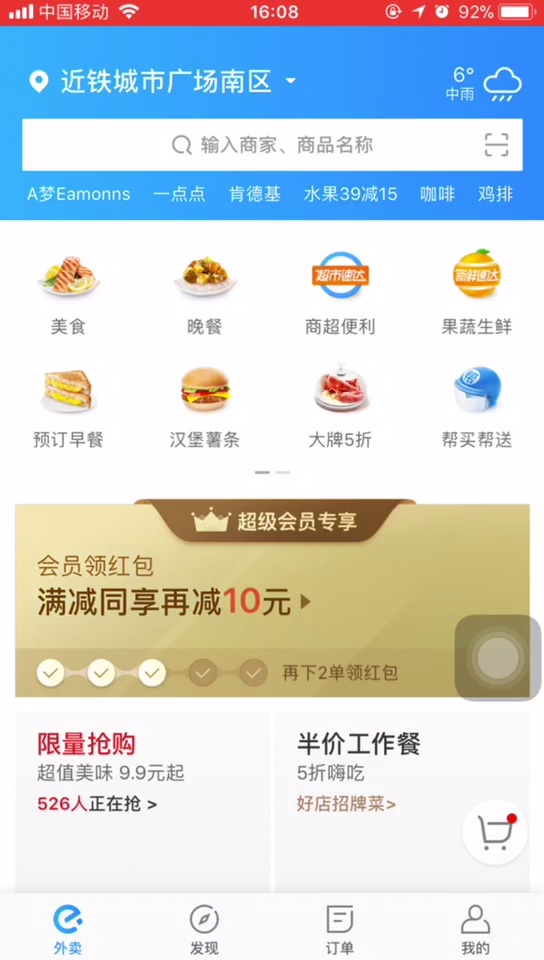 中国移动 16:08 92%
近铁城市广场南区 6°
中雨
输入商家、商品名称
A梦Eamonns 一点点 肯德基 水果39减15 咖啡 鸡排
超市速达 新鲜速达
美食 晚餐 商超便利 果蔬生鲜
帮
预订早餐 汉堡薯条 大牌5折 帮买帮送
超级会员专享
会员领红包
满减同享再减10元
再下2单领红包
限量抢购 半价工作餐
超值美味 9.9元起 5折嗨吃
526人正在抢 > 好店招牌菜>
外卖 发现 订单 我的